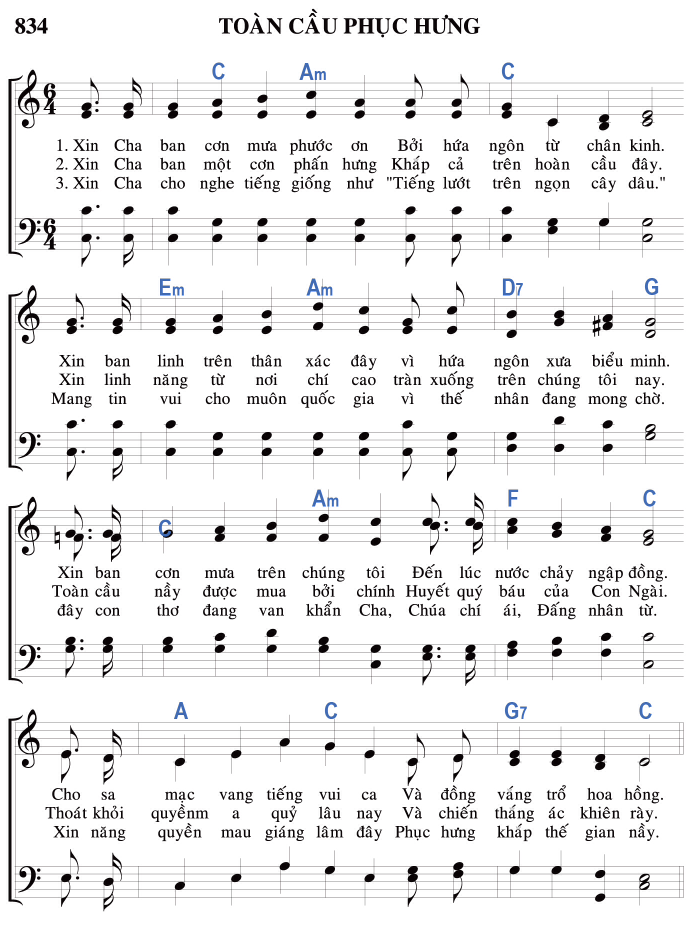 834 TOÀN CẦU PHỤC HƯNG
C Am C
6 4
1. Xin Cha ban cơn mưa phước ơn Bởi hứa ngôn từ chân kinh.
2. Xin Cha ban một cơn phấn hưng Kháp cả trên hoàn cầu đây.
3. Xin Cha cho nghe tiếng giống như "Tiếng lướt trên ngọn cây dâu."
6 4
Em Am D7 G
Xin ban linh trên thân xác đây vì hứa ngôn xưa biểu minh.
Xin linh năng từ nơi chí cao tràn xuống trên chúng tôi nay.
Mang tin vui cho muôn quốc gia vì thế nhân đang mong chờ.
C Am F C
Xin ban cơn mưa trên chúng tôi Đến lúc nước chảy ngập đồng.
Toàn cầu nầy được mua bởi chính Huyết quý báu của Con Ngài.
đây con thơ đang van khẩn Cha, Chúa chí ái, Đấng nhân từ.
A C G7 C
Cho sa mạc vang tiếng vui ca Và đồng váng trổ hoa hồng.
Thoát khỏi quyềnm a quỷ lâu nay Và chiến tháng ác khiên rày.
Xin năng quyền mau giáng lâm đây Phục hưng kháp thế gian nầy.